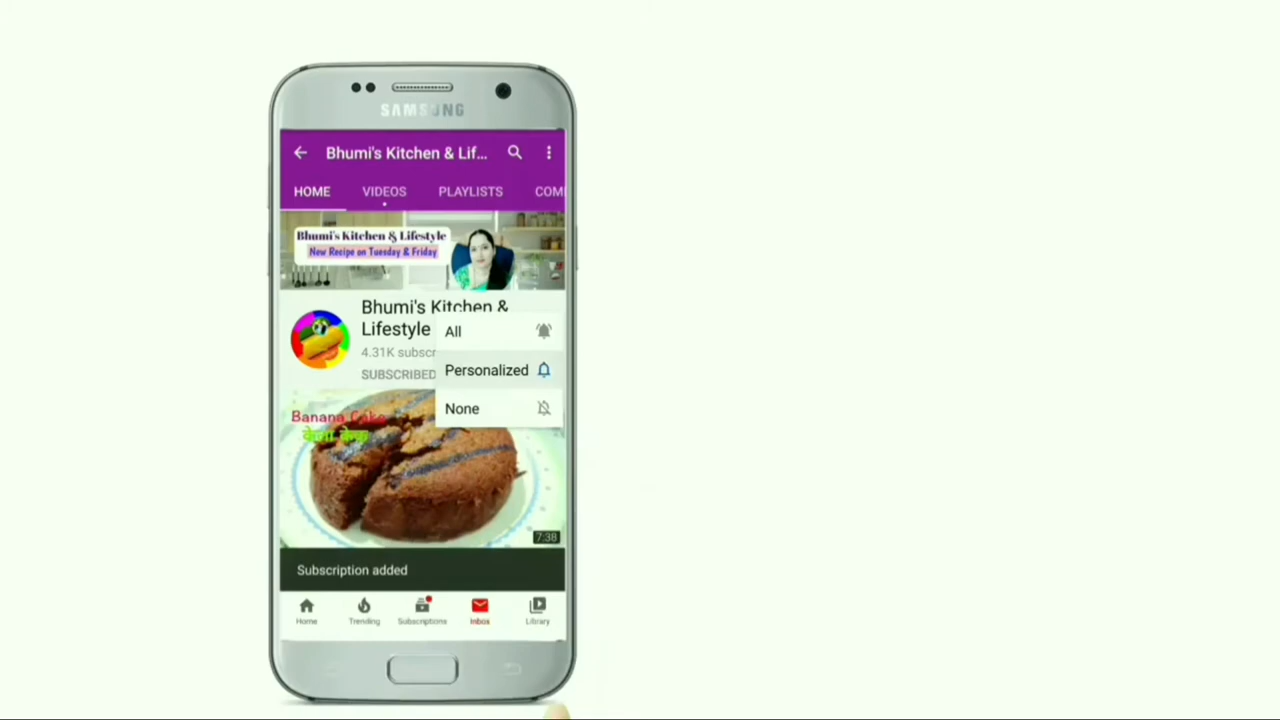 SAMSUNG
Bhumi's Kitchen & Lif...
HOME VIDEOS PLAYLISTS COM
Bhumi's Kitchen & Lifestyle
New Recipe on Tuesday & Friday
Bhumi's Kitchen &
Lifestyle
All
4.31K subscr
Personalized
SUBSCRIBED
None
Banana Cake
केला केक
7:38
Subscription added
Home Trending Subscriptions Inbox Library